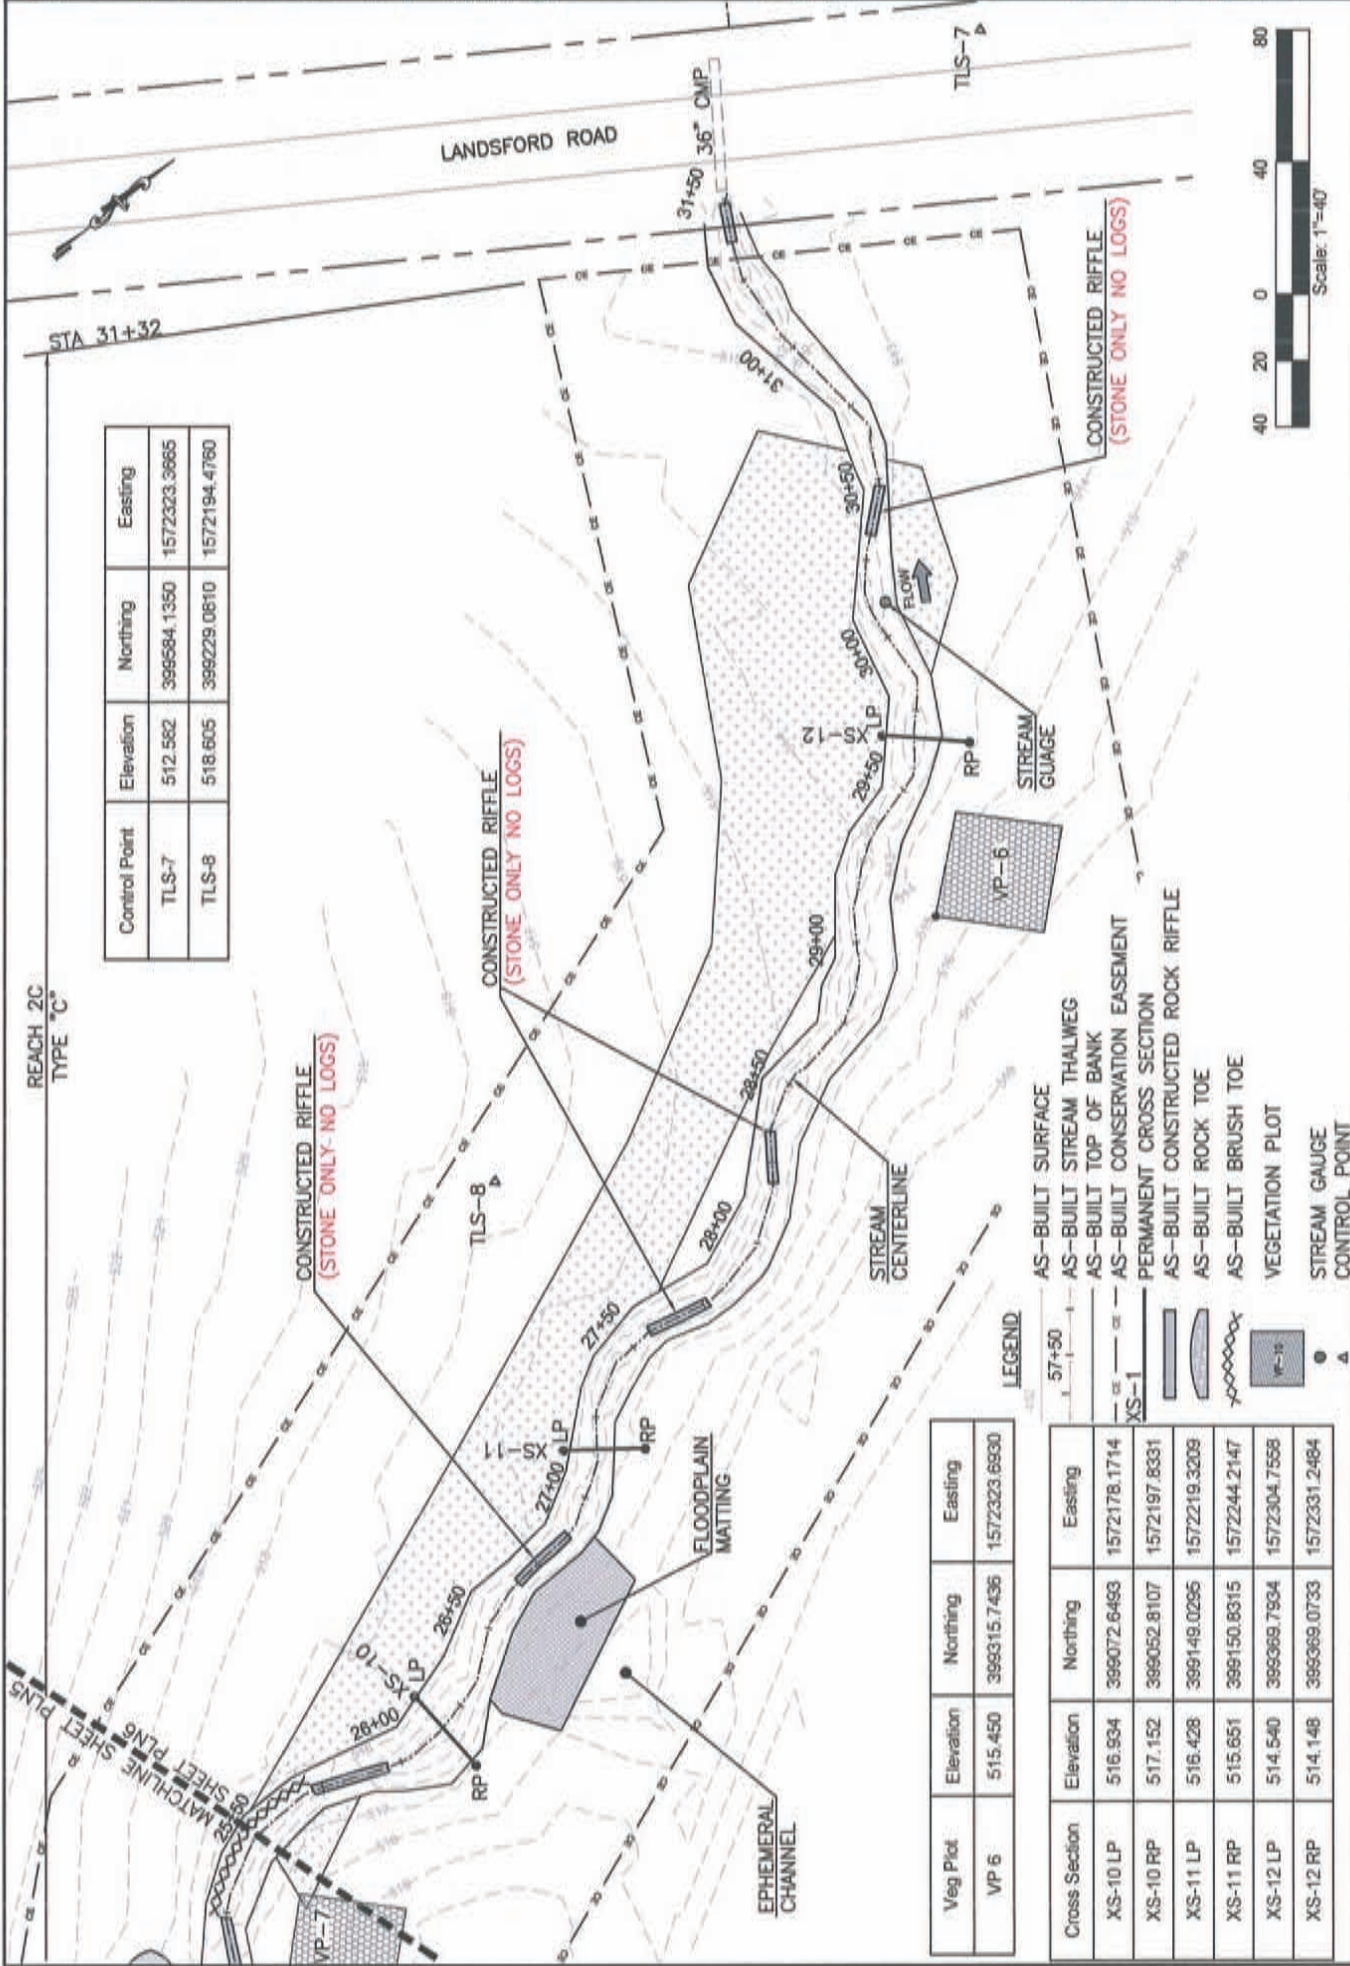 REACH 2C
TYPE "C"
STA 31+32
LANDSFORD ROAD
Control Point Elevation Northing Easting
TLS-7 512.582 399584.1350 1572323.3665
TLS-8 518.605 399229.0810 1572194.4760
MATCHLINE SHEET PLN5
SHEET PLN6
CONSTRUCTED RIFFLE
(STONE ONLY NO LOGS)
CONSTRUCTED RIFFLE
(STONE ONLY NO LOGS)
CONSTRUCTED RIFFLE
(STONE ONLY NO LOGS)
TLS-8
TLS-7
36" CMP
VP-7
26+00
26+50
27+00
27+50
28+00
28+50
29+00
29+50
30+00
30+50
31+00
31+50
XS-10
LP
RP
XS-11
LP
RP
XS-12
LP
RP
FLOW
STREAM
GUAGE
VP-6
STREAM
CENTERLINE
FLOODPLAIN
MATTING
EPHEMERAL
CHANNEL
Veg Plot Elevation Northing Easting
VP 6 515.450 399315.7436 1572323.6930
Cross Section Elevation Northing Easting
XS-10 LP 516.934 399072.6493 1572178.1714
XS-10 RP 517.152 399052.8107 1572197.8331
XS-11 LP 516.428 399149.0295 1572219.3209
XS-11 RP 515.651 399150.8315 1572244.2147
XS-12 LP 514.540 399369.7934 1572304.7558
XS-12 RP 514.148 399369.0733 1572331.2484
LEGEND
AS-BUILT SURFACE
57+50 AS-BUILT STREAM THALWEG
AS-BUILT TOP OF BANK
CE AS-BUILT CONSERVATION EASEMENT
XS-1 PERMANENT CROSS SECTION
AS-BUILT CONSTRUCTED ROCK RIFFLE
AS-BUILT ROCK TOE
AS-BUILT BRUSH TOE
VP-10 VEGETATION PLOT
STREAM GAUGE
CONTROL POINT
40 20 0 40 80
Scale: 1"=40'